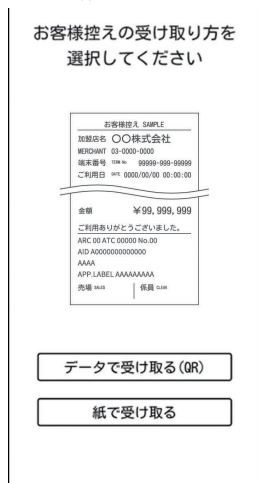 お客様控えの受け取り方を
選択してください
お客様控え SAMPLE
加盟店名 〇〇株式会社
MERCHANT 03-0000-0000
端末番号 TERM No 99999-999-99999
ご利用日 DATE 0000/00/00 00:00:00
金額 ￥99,999,999
ご利用ありがとうございました。
ARC 00 ATC 00000 No.00
AID A0000000000000
AAAA
APP.LABEL AAAAAAAAA
売場 SALES 係員 CLERK
データで受け取る(QR)
紙で受け取る